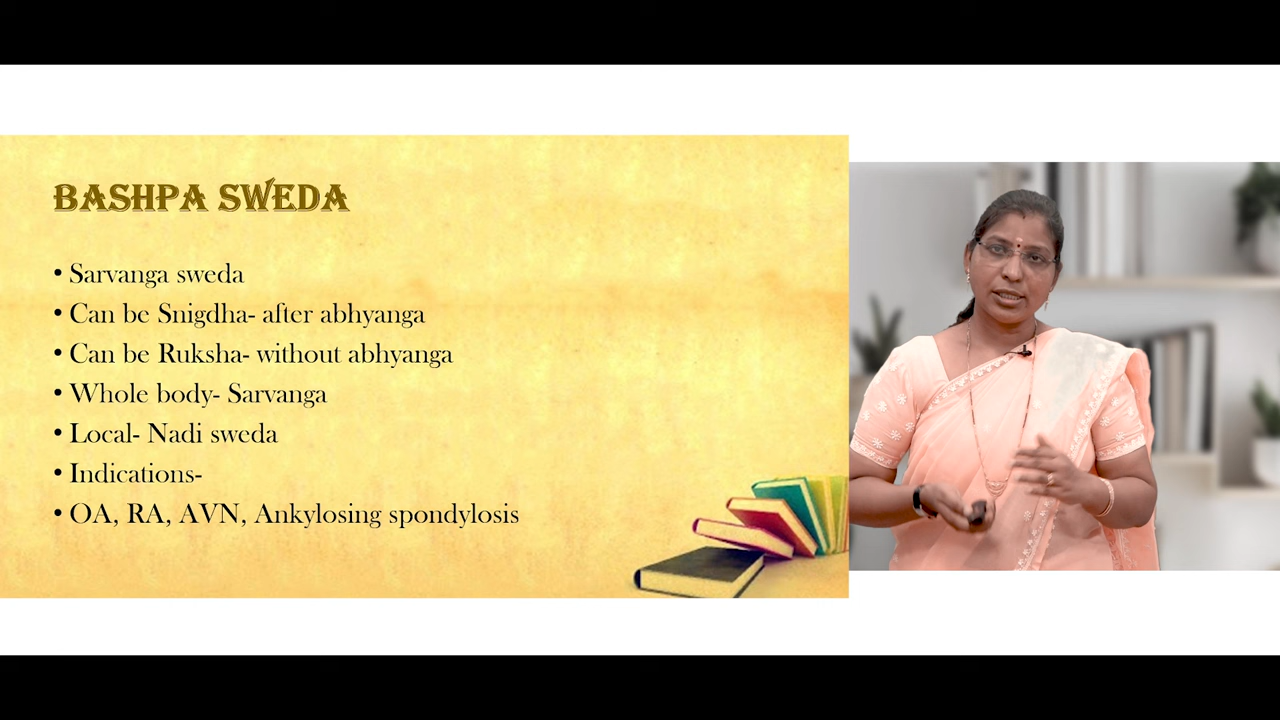 BASHPA SWEDA
• Sarvanga sweda
• Can be Snigdha- after abhyanga
• Can be Ruksha- without abhyanga
• Whole body- Sarvanga
• Local- Nadi sweda
• Indications-
• OA, RA, AVN, Ankylosing spondylosis